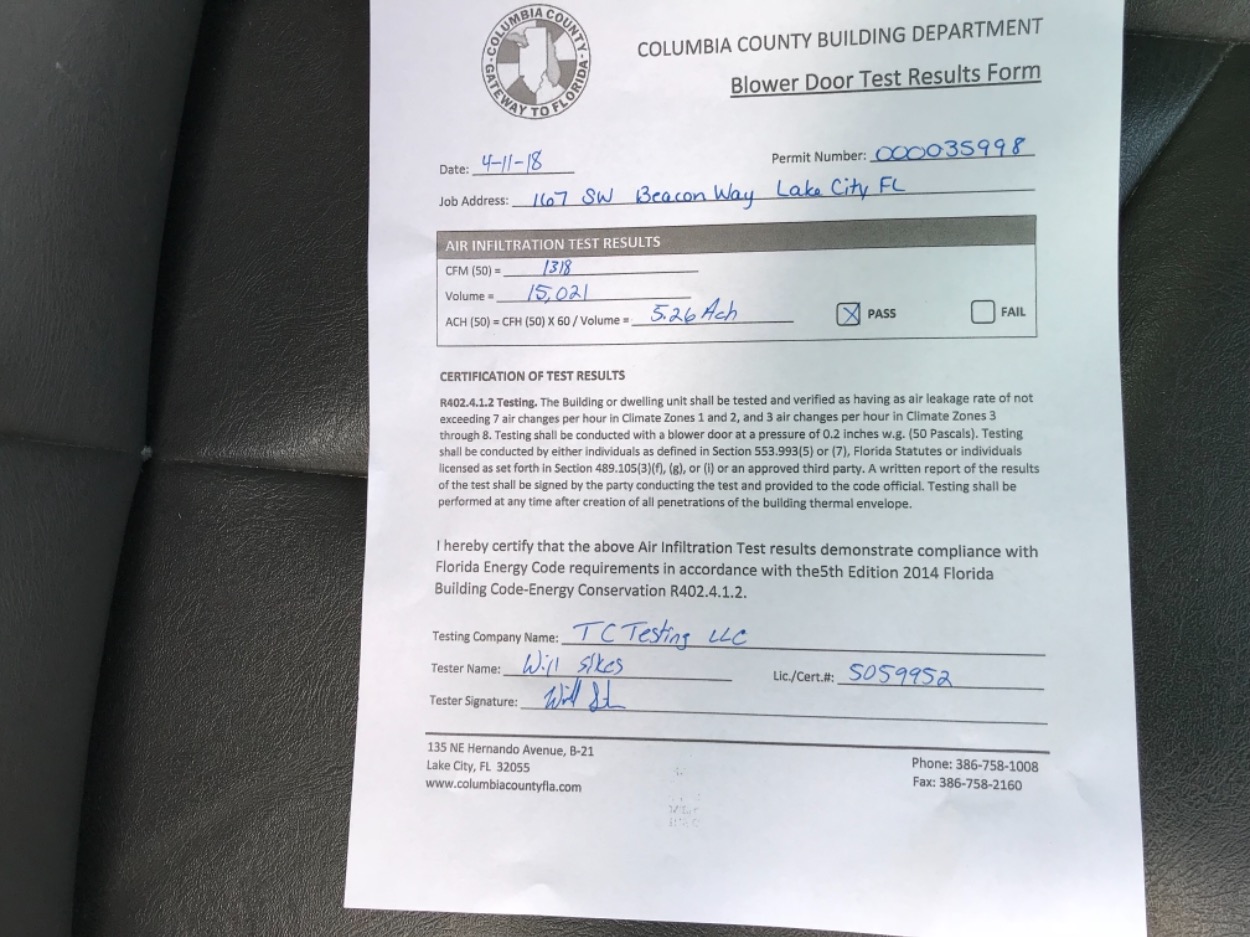 COLUMBIA COUNTY
GATEWAY TO FLORIDA
COLUMBIA COUNTY BUILDING DEPARTMENT
Blower Door Test Results Form
Date: 4-11-18 Permit Number: 000035998
Job Address: 167 SW Beacon Way Lake City FL
AIR INFILTRATION TEST RESULTS
CFM (50) = 1318
Volume = 15,021
ACH (50) = CFH (50) X 60 / Volume = 5.26 Ach X PASS FAIL
CERTIFICATION OF TEST RESULTS
R402.4.1.2 Testing. The Building or dwelling unit shall be tested and verified as having as air leakage rate of not
exceeding 7 air changes per hour in Climate Zones 1 and 2, and 3 air changes per hour in Climate Zones 3
through 8. Testing shall be conducted with a blower door at a pressure of 0.2 inches w.g. (50 Pascals). Testing
shall be conducted by either individuals as defined in Section 553.993(5) or (7), Florida Statutes or individuals
licensed as set forth in Section 489.105(3)(f), (g), or (i) or an approved third party. A written report of the results
of the test shall be signed by the party conducting the test and provided to the code official. Testing shall be
performed at any time after creation of all penetrations of the building thermal envelope.
I hereby certify that the above Air Infiltration Test results demonstrate compliance with
Florida Energy Code requirements in accordance with the5th Edition 2014 Florida
Building Code-Energy Conservation R402.4.1.2.
Testing Company Name: TC Testing LLC
Tester Name: Will Sikes Lic./Cert.#: 5059952
Tester Signature: Will
135 NE Hernando Avenue, B-21
Lake City, FL 32055
www.columbiacountyfla.com
Phone: 386-758-1008
Fax: 386-758-2160